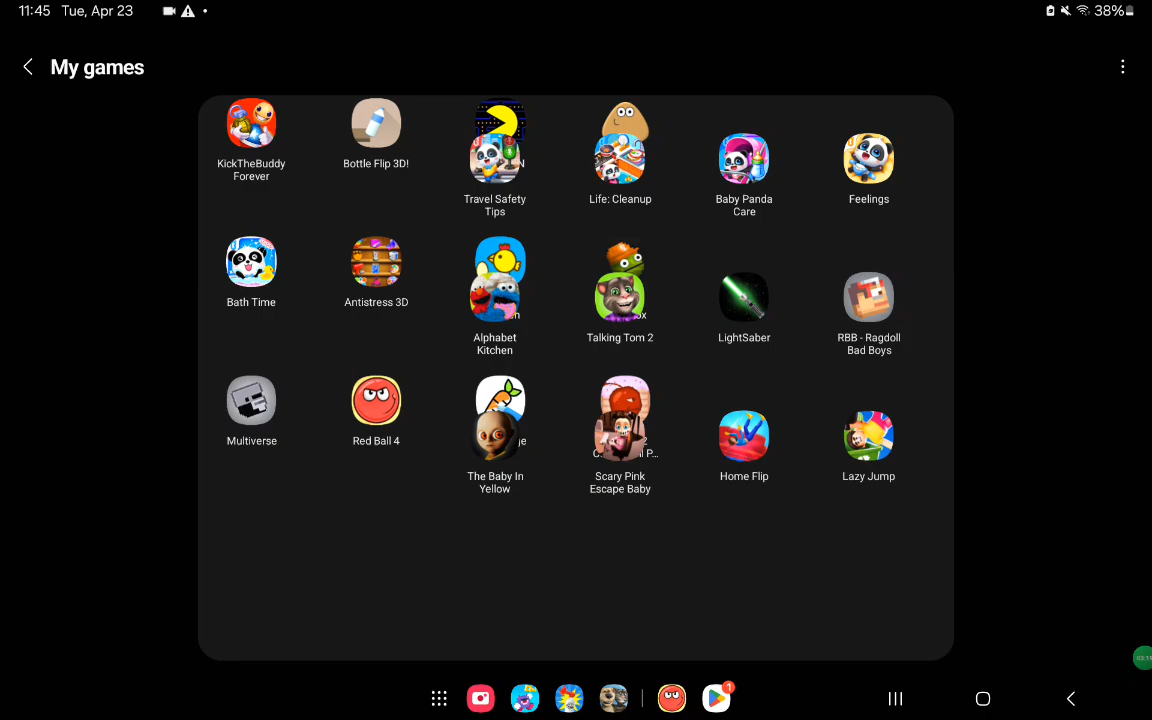 11:45 Tue, Apr 23
38%
My games
KickTheBuddy
Forever
Bottle Flip 3D!
Travel Safety
Tips
Life: Cleanup
Baby Panda
Care
Feelings
Bath Time
Antistress 3D
Alphabet
Kitchen
Talking Tom 2
LightSaber
RBB - Ragdoll
Bad Boys
Multiverse
Red Ball 4
The Baby In
Yellow
Scary Pink
Escape Baby
Home Flip
Lazy Jump
1